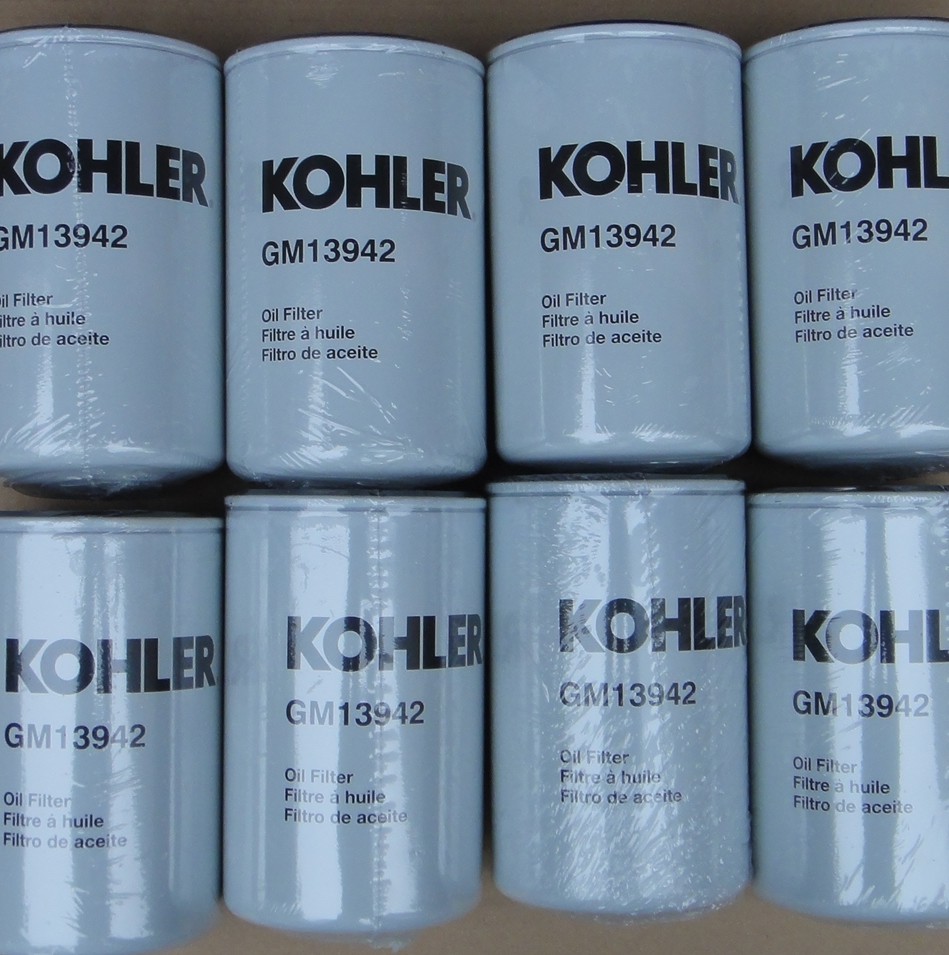 KOHLER
GM13942
Oil Filter
Filtre à huile
Filtro de aceite
KOHLER
GM13942
Oil Filter
Filtre à huile
Filtro de aceite
KOHLER
GM13942
Oil Filter
Filtre à huile
Filtro de aceite
KOHL
GM13942
Oil Filter
Filtre à huile
Filtro de aceite
KOHLER
GM13942
Oil Filter
Filtre à huile
Filtro de aceite
KOHLER
GM13942
Oil Filter
Filtre à huile
Filtro de aceite
KOHLER
GM13942
Oil Filter
Filtre à huile
Filtro de aceite
KOHL
GM13942
Oil Filter
Filtre à huile
Filtro de aceite